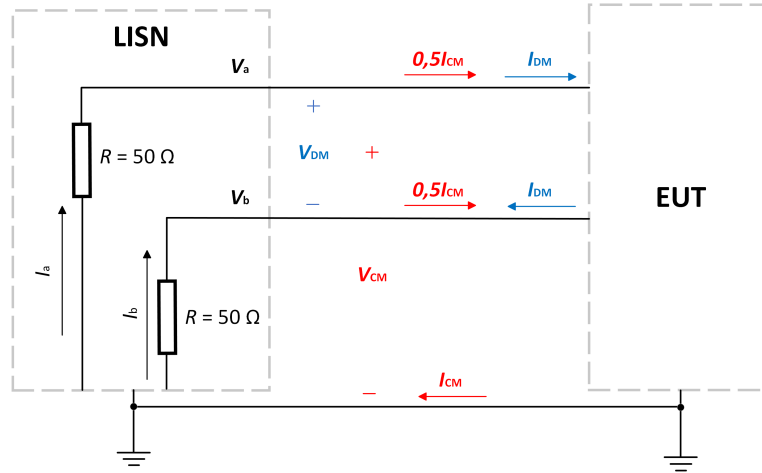 LISN
Va
0,5ICM
IDM
+
R = 50 Ω
VDM
+
Vb
−
0,5ICM
IDM
EUT
Ia
VCM
Ib
R = 50 Ω
−
ICM